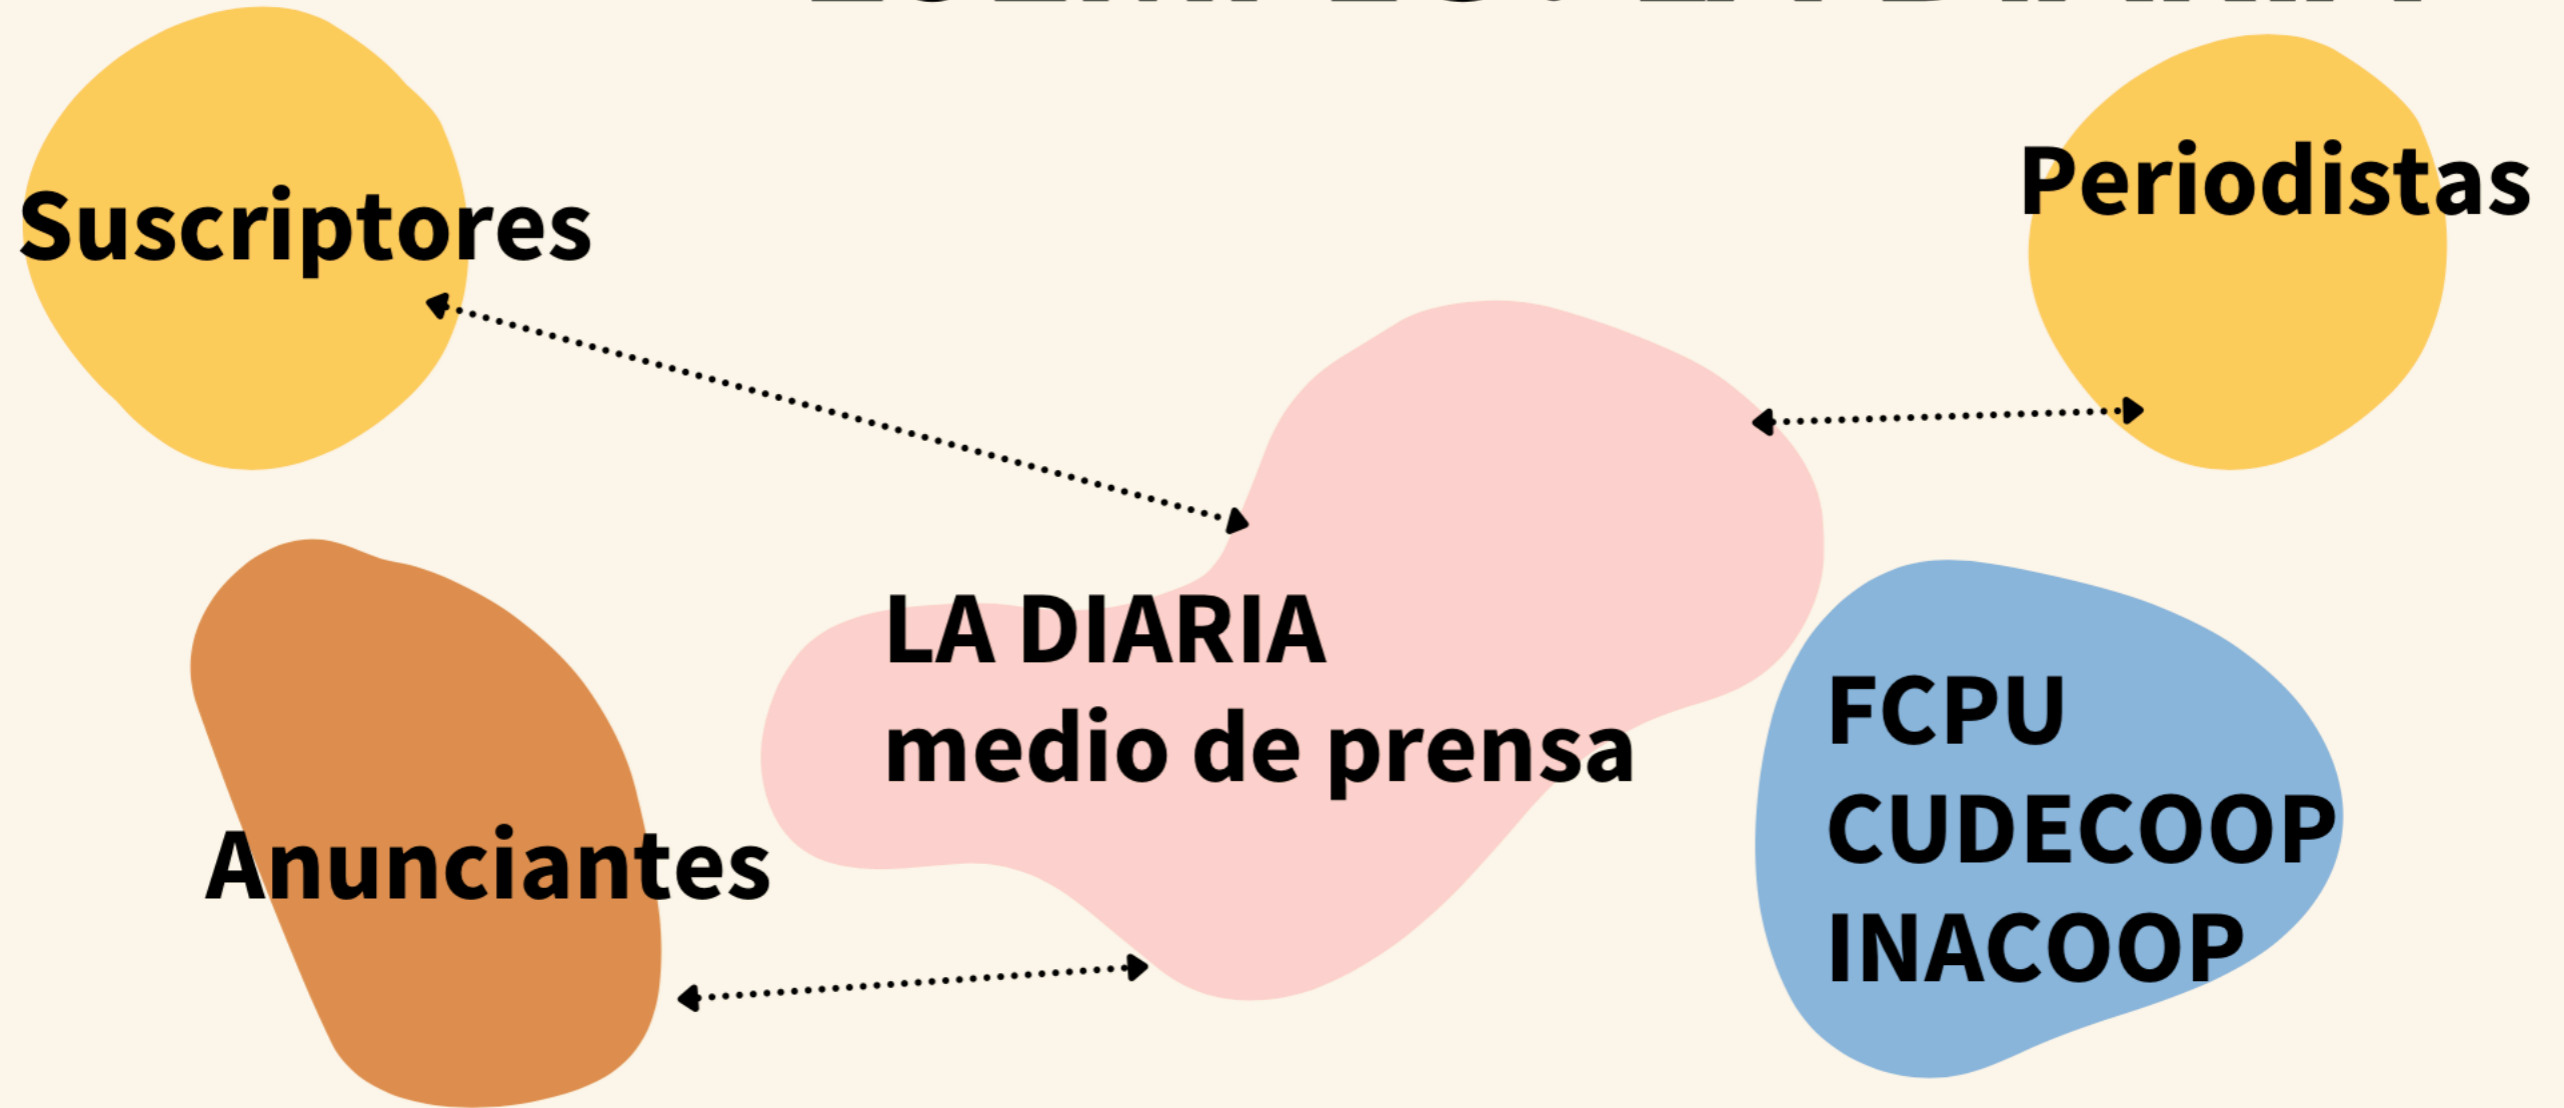 Suscriptores
Periodistas
LA DIARIA
medio de prensa
FCPU
CUDECOOP
INACOOP
Anunciantes